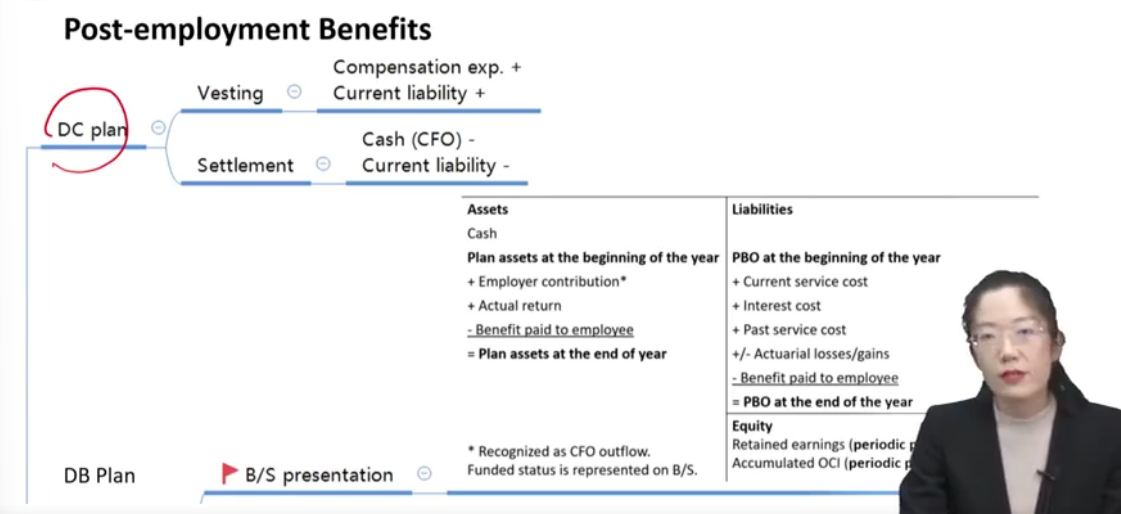 Post-employment Benefits
Compensation exp. +
Vesting
Current liability +
DC plan
Cash (CFO) -
Settlement
Current liability -
Assets
Liabilities
Cash
Plan assets at the beginning of the year
PBO at the beginning of the year
+ Employer contribution*
+ Current service cost
+ Actual return
+ Interest cost
- Benefit paid to employee
+ Past service cost
= Plan assets at the end of year
+/- Actuarial losses/gains
- Benefit paid to employee
= PBO at the end of the year
Equity
Retained earnings (periodic
Accumulated OCI (periodic
* Recognized as CFO outflow.
Funded status is represented on B/S.
DB Plan
B/S presentation